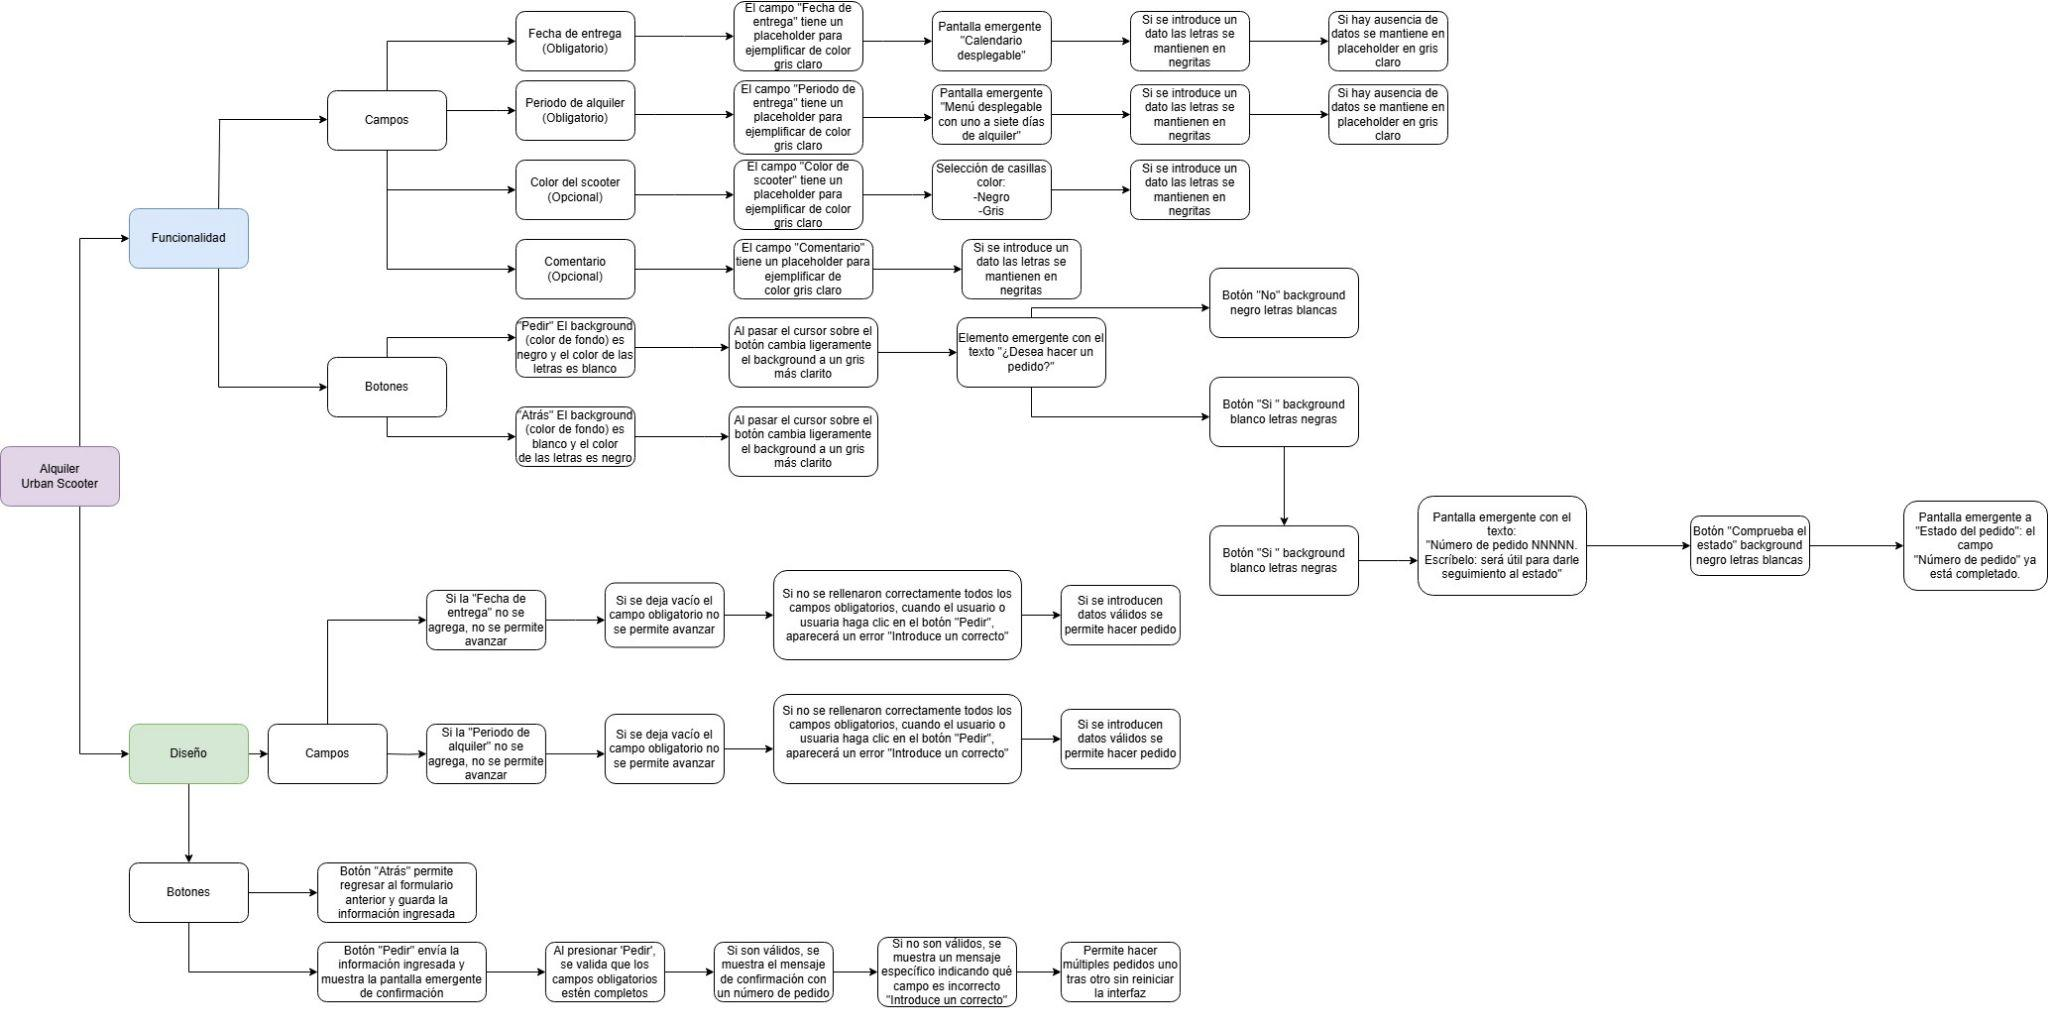 Fecha de entrega
(Obligatorio)
El campo "Fecha de
entrega" tiene un
placeholder para
ejemplificar de color
gris claro
Pantalla emergente
"Calendario
desplegable"
Si se introduce un
dato las letras se
mantienen en
negritas
Si hay ausencia de
datos se mantiene en
placeholder en gris
claro
Campos
Periodo de alquiler
(Obligatorio)
El campo "Periodo de
entrega" tiene un
placeholder para
ejemplificar de color
gris claro
Pantalla emergente
"Menú desplegable
con uno a siete días
de alquiler"
Si se introduce un
dato las letras se
mantienen en
negritas
Si hay ausencia de
datos se mantiene en
placeholder en gris
claro
Color del scooter
(Opcional)
El campo "Color de
scooter" tiene un
placeholder para
ejemplificar de color
gris claro
Selección de casillas
color:
-Negro
-Gris
Si se introduce un
dato las letras se
mantienen en
negritas
Funcionalidad
Comentario
(Opcional)
El campo "Comentario"
tiene un placeholder para
ejemplificar de
color gris claro
Si se introduce un
dato las letras se
mantienen en
negritas
Botón "No" background
negro letras blancas
"Pedir" El background
(color de fondo) es
negro y el color de las
letras es blanco
Al pasar el cursor sobre el
botón cambia ligeramente
el background a un gris
más clarito
Elemento emergente con el
texto "¿Desea hacer un
pedido?"
Botones
Botón "Si " background
blanco letras negras
"Atrás" El background
(color de fondo) es
blanco y el color
de las letras es negro
Al pasar el cursor sobre el
botón cambia ligeramente
el background a un gris
más clarito
Alquiler
Urban Scooter
Botón "Si " background
blanco letras negras
Pantalla emergente con el
texto:
"Número de pedido NNNNN.
Escríbelo: será útil para darle
seguimiento al estado"
Botón "Comprueba el
estado" background
negro letras blancas
Pantalla emergente a
"Estado del pedido": el
campo
"Número de pedido" ya
está completado.
Si la "Fecha de
entrega" no se
agrega, no se permite
avanzar
Si se deja vacío el
campo obligatorio no
se permite avanzar
Si no se rellenaron correctamente todos los
campos obligatorios, cuando el usuario o
usuaria haga clic en el botón "Pedir",
aparecerá un error "Introduce un correcto"
Si se introducen
datos válidos se
permite hacer pedido
Diseño
Campos
Si la "Periodo de
alquiler" no se
agrega, no se permite
avanzar
Si se deja vacío el
campo obligatorio no
se permite avanzar
Si no se rellenaron correctamente todos los
campos obligatorios, cuando el usuario o
usuaria haga clic en el botón "Pedir",
aparecerá un error "Introduce un correcto"
Si se introducen
datos válidos se
permite hacer pedido
Botones
Botón "Atrás" permite
regresar al formulario
anterior y guarda la
información ingresada
Botón "Pedir" envía la
información ingresada y
muestra la pantalla emergente
de confirmación
Al presionar 'Pedir',
se valida que los
campos obligatorios
estén completos
Si son válidos, se
muestra el mensaje
de confirmación con
un número de pedido
Si no son válidos, se
muestra un mensaje
específico indicando qué
campo es incorrecto
"Introduce un correcto"
Permite hacer
múltiples pedidos uno
tras otro sin reiniciar
la interfaz